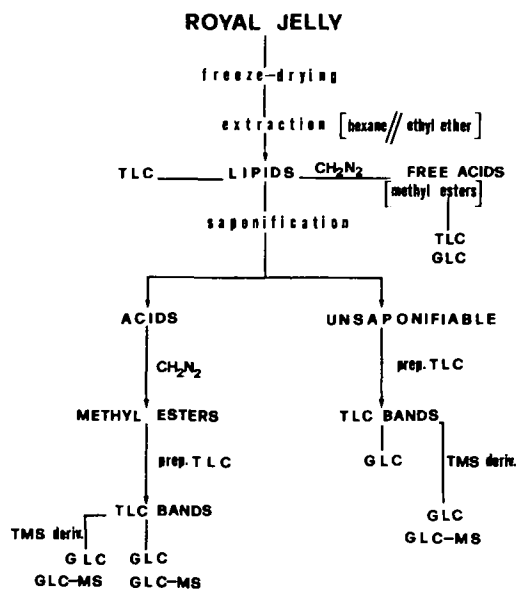 ROYAL JELLY
freeze-drying
extraction [hexane//ethyl ether]
TLC LIPIDS CH2N2 FREE ACIDS
[methyl esters]
saponification
TLC
GLC
ACIDS UNSAPONIFIABLE
CH2N2 prep. TLC
METHYL ESTERS TLC BANDS
prep. TLC GLC TMS deriv.
TLC BANDS GLC
TMS deriv. GLC-MS
GLC GLC
GLC-MS GLC-MS